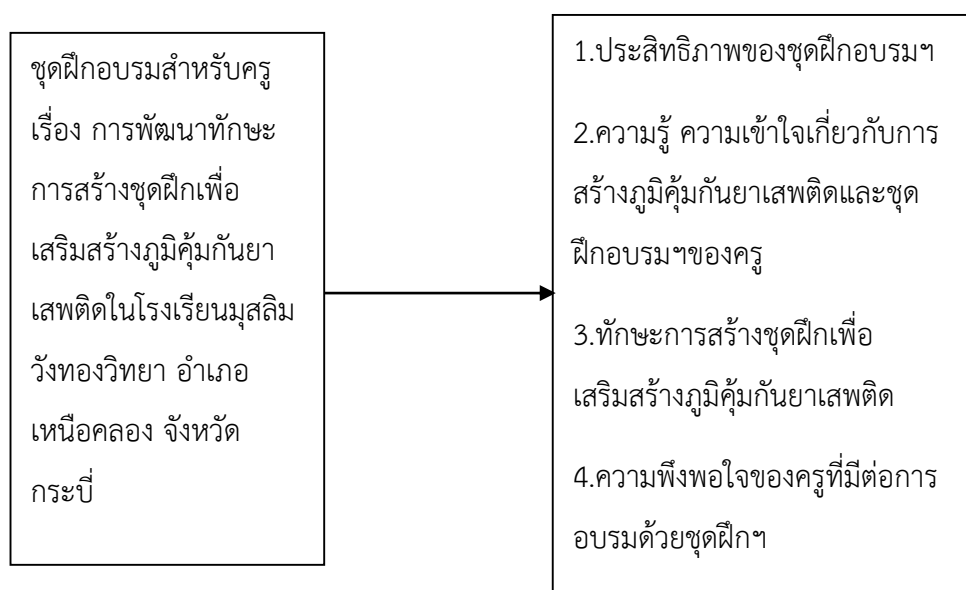 ชุดฝึกอบรมสำหรับครู
เรื่อง การพัฒนาทักษะ
การสร้างชุดฝึกเพื่อ
เสริมสร้างภูมิคุ้มกันยา
เสพติดในโรงเรียนมุสลิม
วังทองวิทยา อำเภอ
เหนือคลอง จังหวัด
กระบี่
1.ประสิทธิภาพของชุดฝึกอบรมฯ
2.ความรู้ ความเข้าใจเกี่ยวกับการ
สร้างภูมิคุ้มกันยาเสพติดและชุด
ฝึกอบรมฯของครู
3.ทักษะการสร้างชุดฝึกเพื่อ
เสริมสร้างภูมิคุ้มกันยาเสพติด
4.ความพึงพอใจของครูที่มีต่อการ
อบรมด้วยชุดฝึกฯ